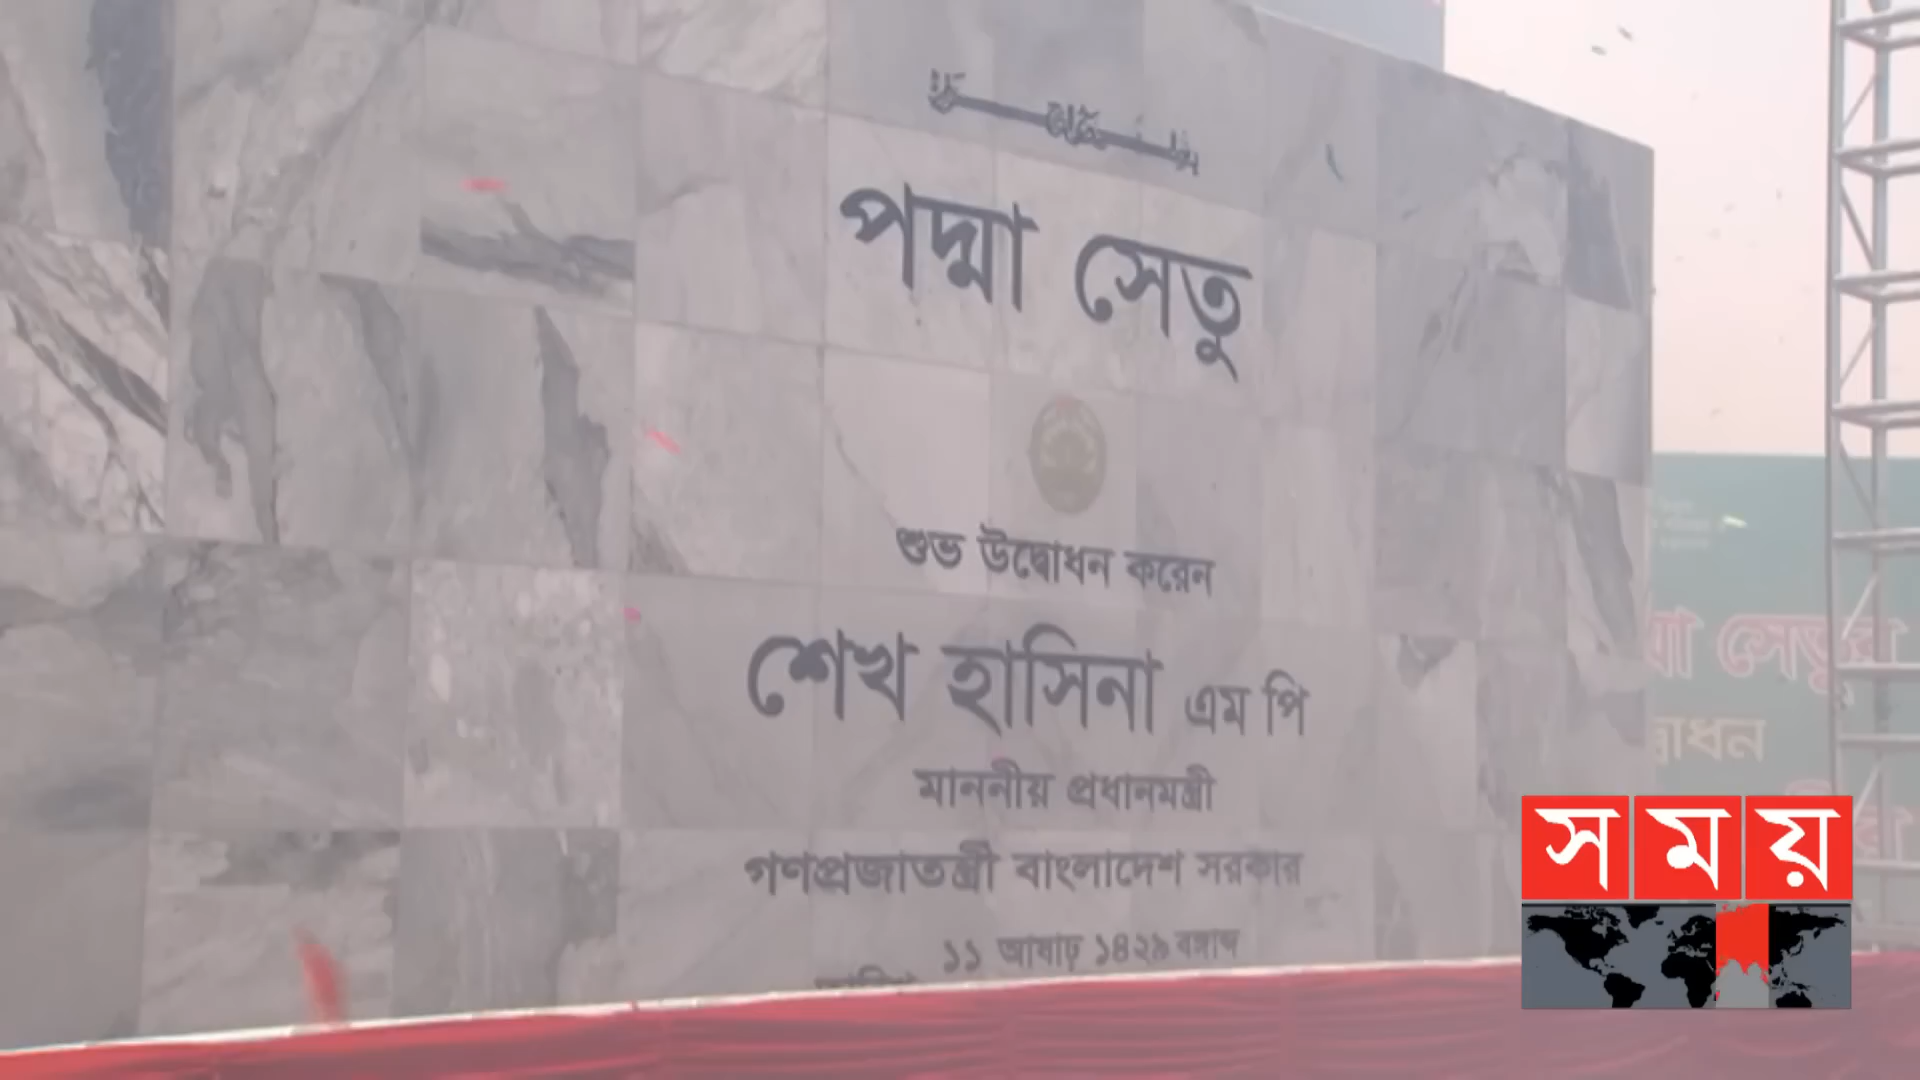 পদ্মা সেতু
শুভ উদ্বোধন করেন
শেখ হাসিনা এম পি
মাননীয় প্রধানমন্ত্রী
গণপ্রজাতন্ত্রী বাংলাদেশ সরকার
১১ আষাঢ় ১৪২৯ বঙ্গাব্দ
সেতুর
সময়